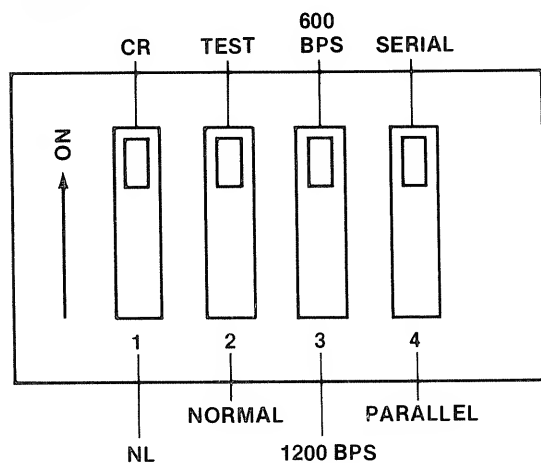 600
CR TEST BPS SERIAL
ON
1 2 3 4
NORMAL PARALLEL
NL 1200 BPS